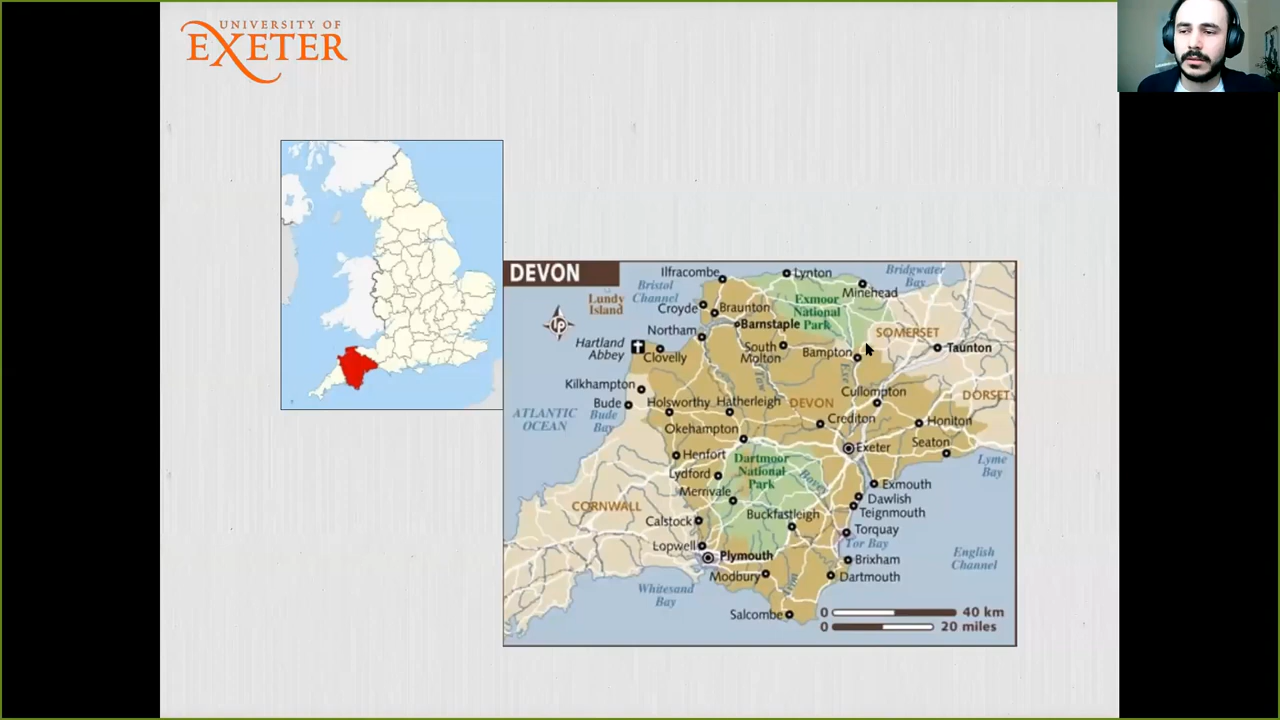 UNIVERSITY OF
EXETER
DEVON
Ilfracombe
Lynton
Bridgwater
Bay
Minehead
Bristol
Channel
Lundy
Island
Croyde
Braunton
Exmoor
National
Park
Barnstaple
Northam
SOMERSET
Hartland
Abbey
Clovelly
South
Molton
Bampton
Taunton
Taw
Exe
Kilkhampton
Cullompton
Bude
Holsworthy
Hatherleigh
DEVON
DORSET
ATLANTIC
OCEAN
Bude
Bay
Crediton
Honiton
Okehampton
Exeter
Seaton
Henfort
Dartmoor
National
Park
Lyme
Bay
Lydford
Bovey
Exmouth
Merrivale
Dawlish
CORNWALL
Buckfastleigh
Teignmouth
Calstock
Torquay
Tor Bay
Lopwell
Plymouth
Brixham
English
Channel
Modbury
Dartmouth
Whitesand
Bay
Salcombe
0 40 km
0 20 miles